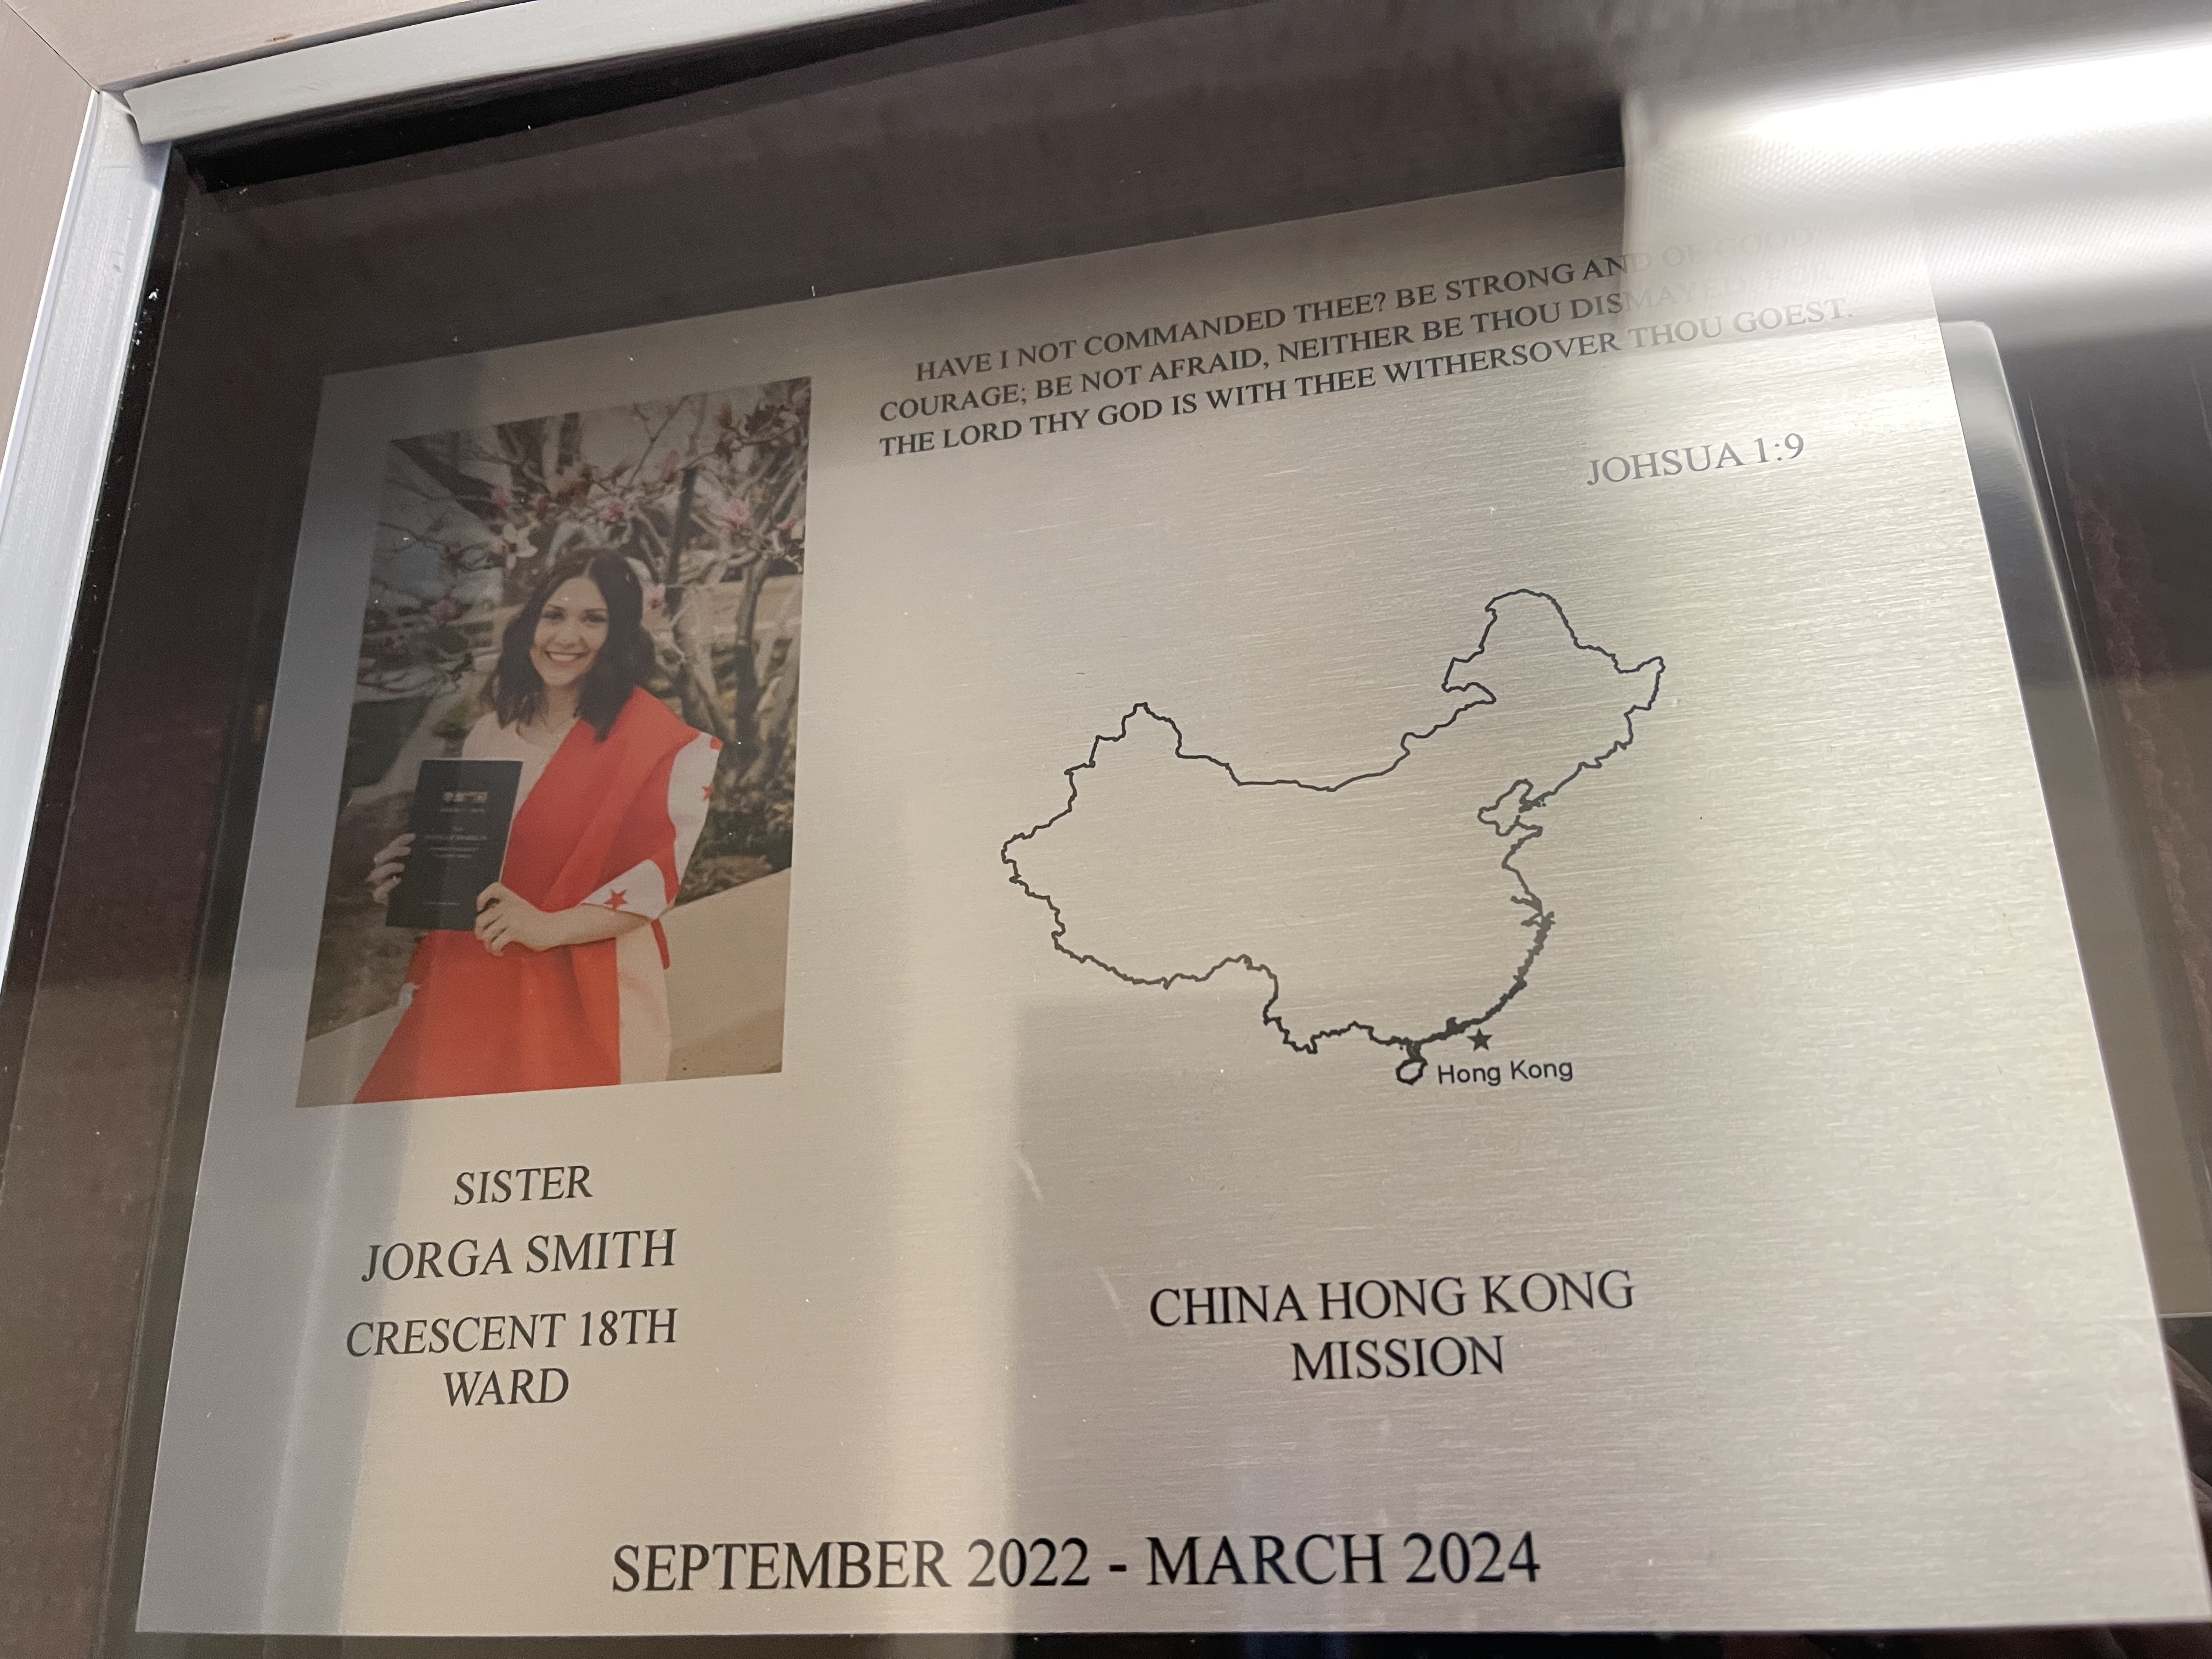 HAVE I NOT COMMANDED THEE? BE STRONG AND OF GOOD
COURAGE; BE NOT AFRAID, NEITHER BE THOU DISMAY
THE LORD THY GOD IS WITH THEE WITHERSOVER THOU GOEST.
JOHSUA 1:9
Hong Kong
SISTER
JORGA SMITH
CRESCENT 18TH
WARD
CHINA HONG KONG
MISSION
SEPTEMBER 2022 - MARCH 2024